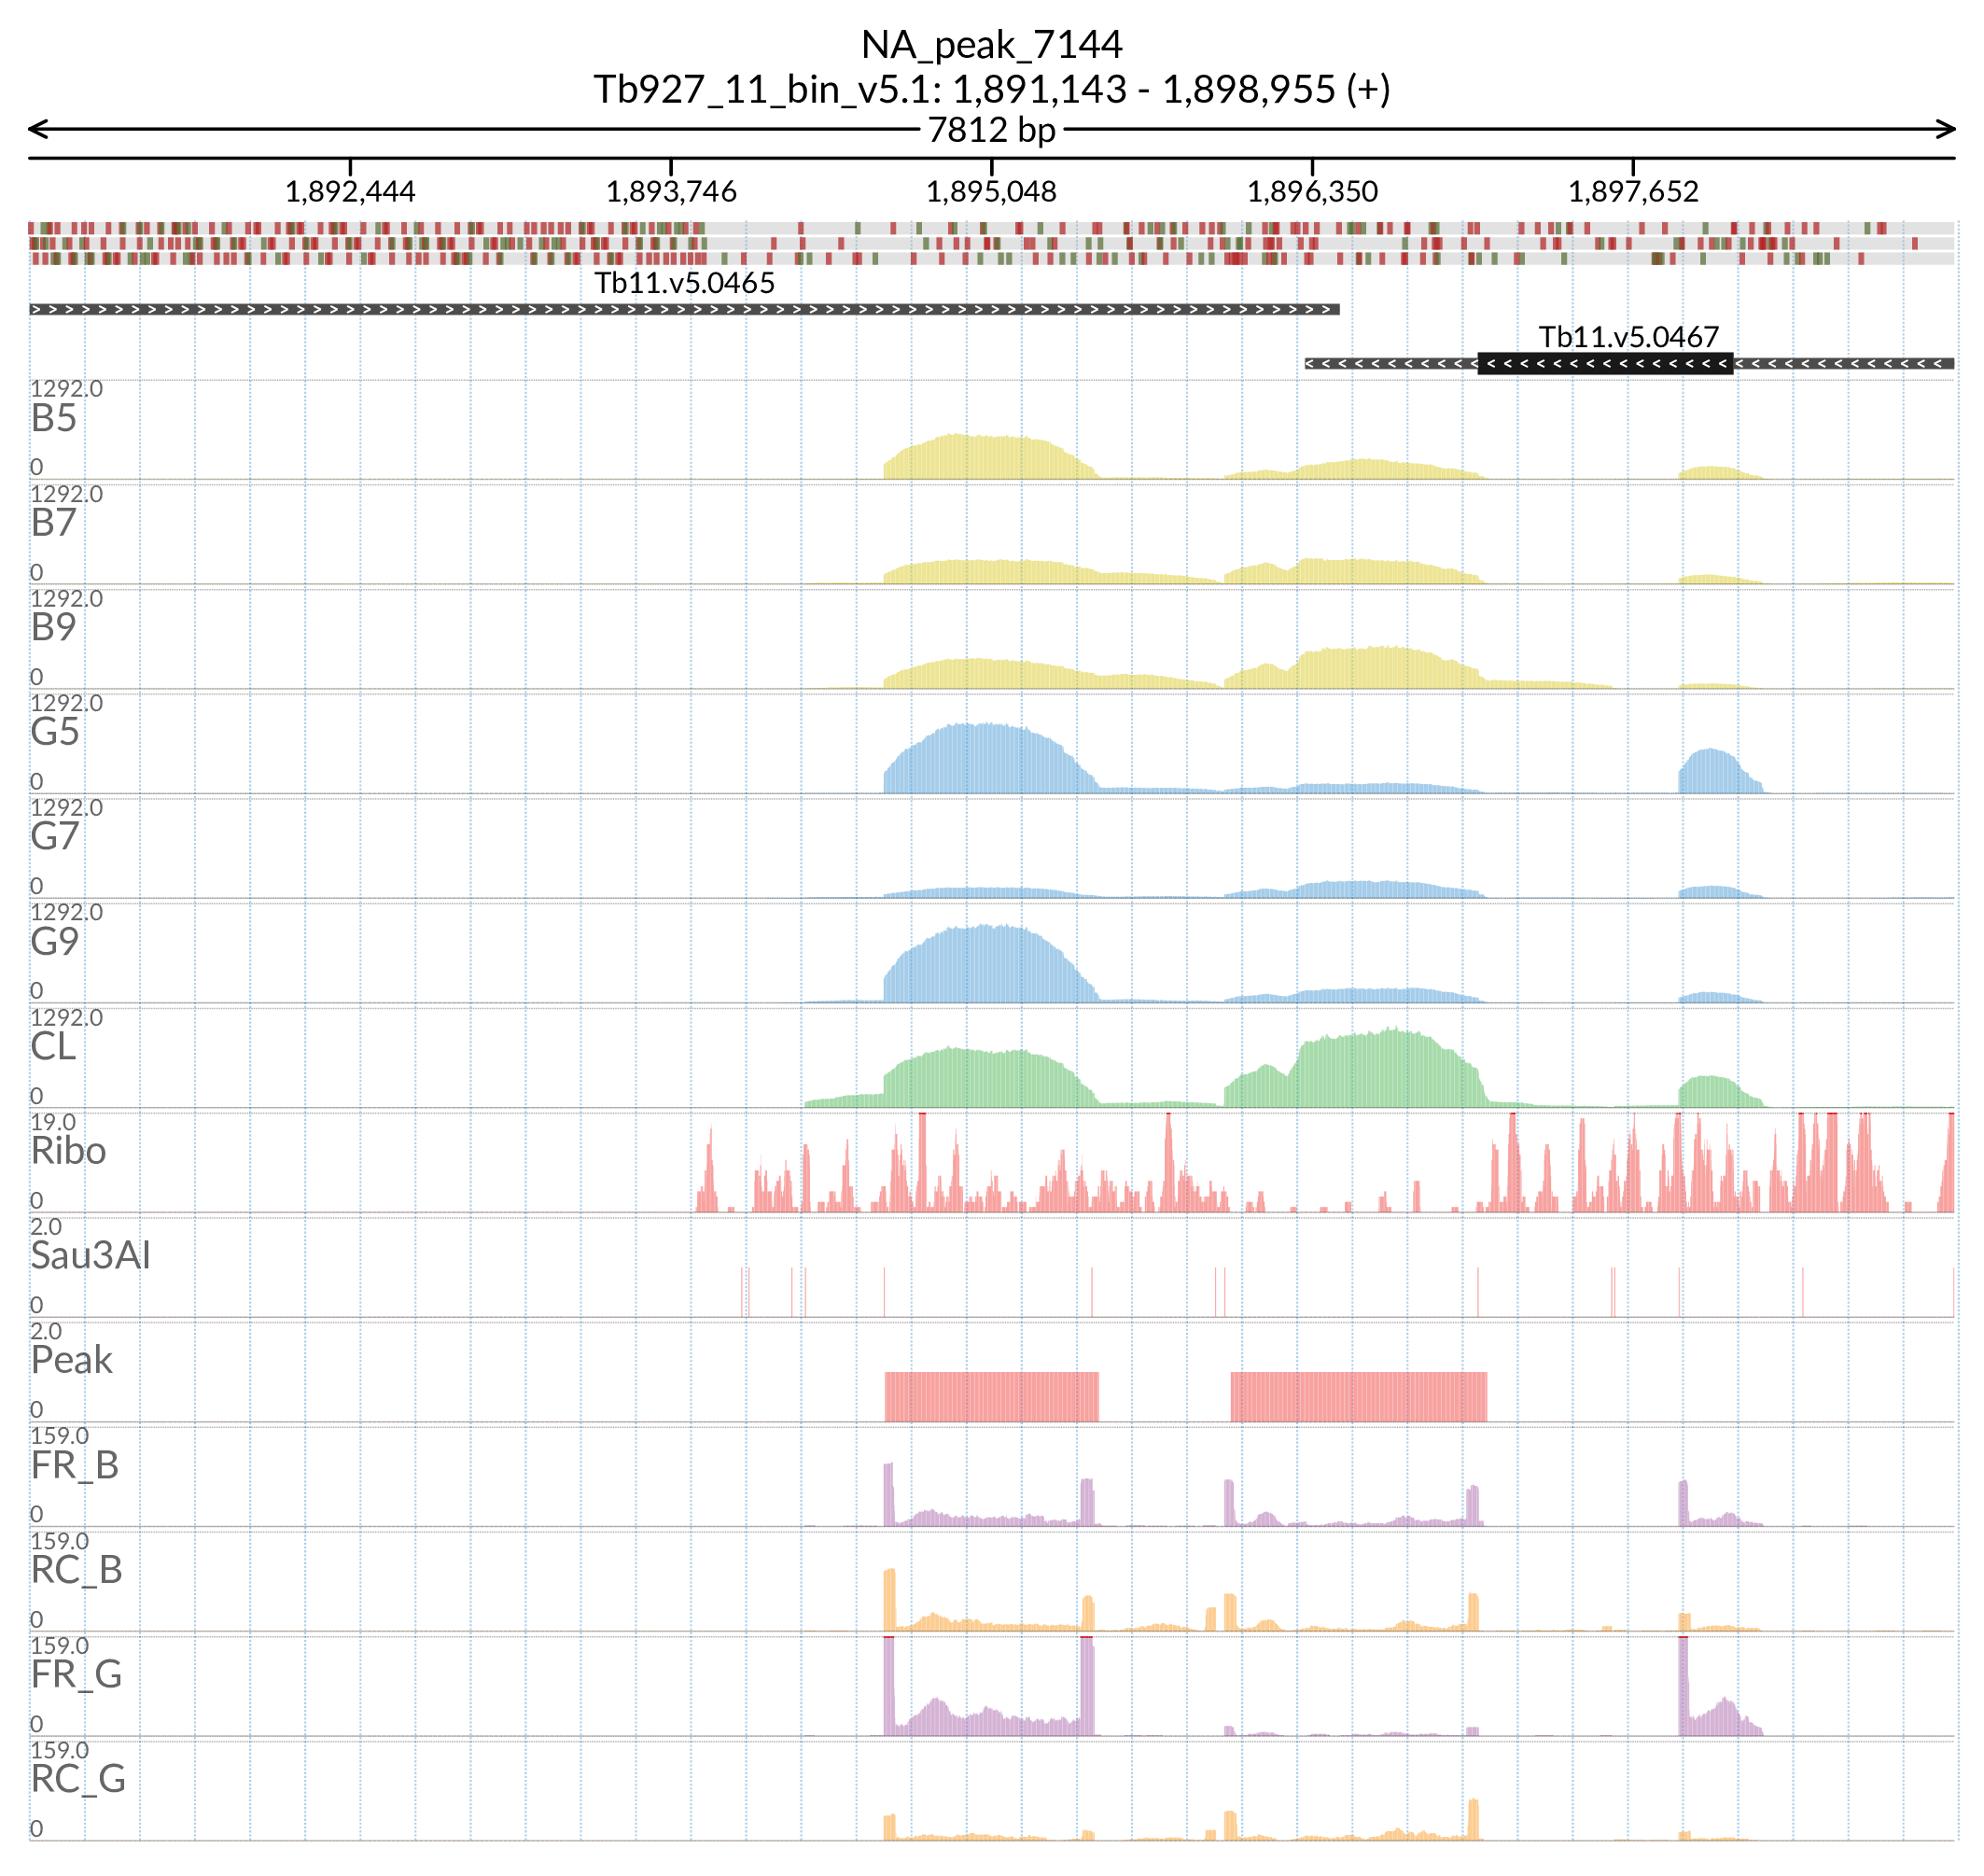 NA_peak_7144
Tb927_11_bin_v5.1: 1,891,143 - 1,898,955 (+)
7812 bp
1,892,444 1,893,746 1,895,048 1,896,350 1,897,652
Tb11.v5.0465
Tb11.v5.0467
1292.0
B5
0
1292.0
B7
0
1292.0
B9
0
1292.0
G5
0
1292.0
G7
0
1292.0
G9
0
1292.0
CL
0
19.0
Ribo
0
2.0
Sau3AI
0
2.0
Peak
0
159.0
FR_B
0
159.0
RC_B
0
159.0
FR_G
0
159.0
RC_G
0